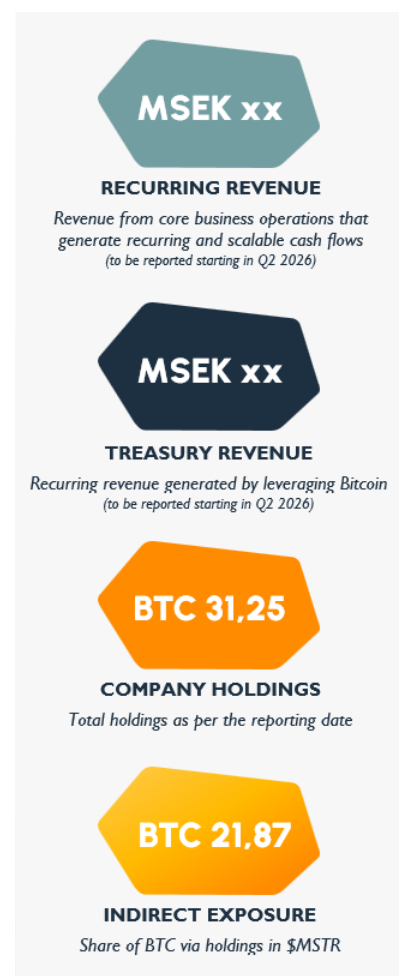 MSEK xx
RECURRING REVENUE
Revenue from core business operations that
generate recurring and scalable cash flows
(to be reported starting in Q2 2026)
MSEK xx
TREASURY REVENUE
Recurring revenue generated by leveraging Bitcoin
(to be reported starting in Q2 2026)
BTC 31,25
COMPANY HOLDINGS
Total holdings as per the reporting date
BTC 21,87
INDIRECT EXPOSURE
Share of BTC via holdings in $MSTR